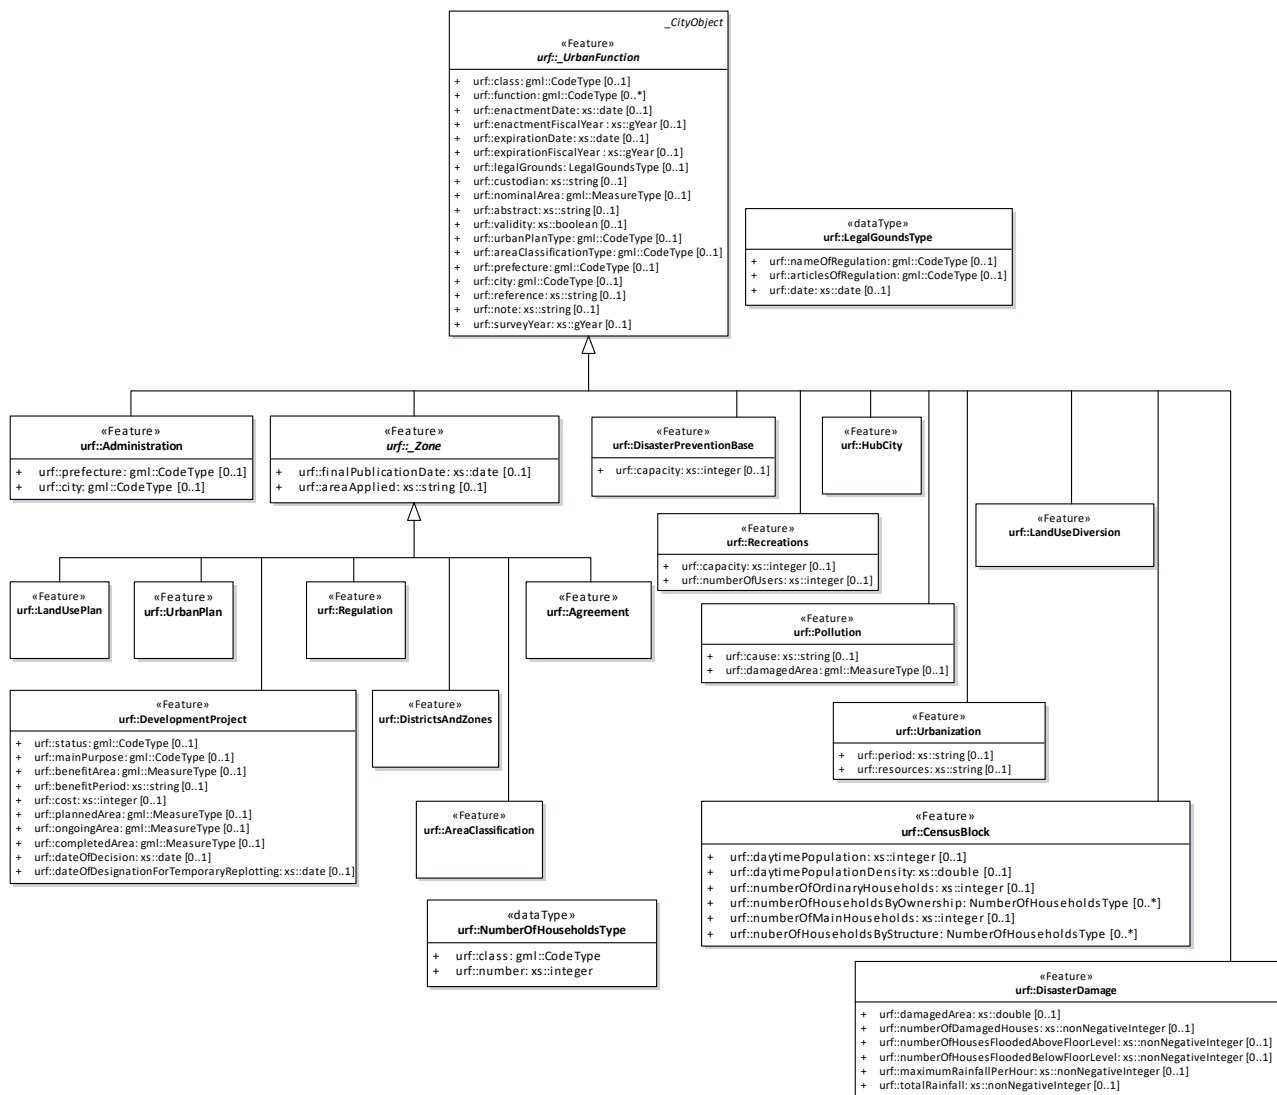 _CityObject
«Feature»
urf::_UrbanFunction
+ urf::class: gml::CodeType [0..1]
+ urf::function: gml::CodeType [0..*]
+ urf::enactmentDate: xs::date [0..1]
+ urf::enactmentFiscalYear : xs::gYear [0..1]
+ urf::expirationDate: xs::date [0..1]
+ urf::expirationFiscalYear : xs::gYear [0..1]
+ urf::legalGrounds: LegalGoundsType [0..1]
+ urf::custodian: xs::string [0..1]
+ urf::nominalArea: gml::MeasureType [0..1]
+ urf::abstract: xs::string [0..1]
+ urf::validity: xs::boolean [0..1]
+ urf::urbanPlanType: gml::CodeType [0..1]
+ urf::areaClassificationType: gml::CodeType [0..1]
+ urf::prefecture: gml::CodeType [0..1]
+ urf::city: gml::CodeType [0..1]
+ urf::reference: xs::string [0..1]
+ urf::note: xs::string [0..1]
+ urf::surveyYear: xs::gYear [0..1]
«dataType»
urf::LegalGoundsType
+ urf::nameOfRegulation: gml::CodeType [0..1]
+ urf::articlesOfRegulation: gml::CodeType [0..1]
+ urf::date: xs::date [0..1]
«Feature»
urf::Administration
+ urf::prefecture: gml::CodeType [0..1]
+ urf::city: gml::CodeType [0..1]
«Feature»
urf::_Zone
+ urf::finalPublicationDate: xs::date [0..1]
+ urf::areaApplied: xs::string [0..1]
«Feature»
urf::DisasterPreventionBase
+ urf::capacity: xs::integer [0..1]
«Feature»
urf::HubCity
«Feature»
urf::Recreations
+ urf::capacity: xs::integer [0..1]
+ urf::numberOfUsers: xs::integer [0..1]
«Feature»
urf::LandUseDiversion
«Feature»
urf::LandUsePlan
«Feature»
urf::UrbanPlan
«Feature»
urf::Regulation
«Feature»
urf::Agreement
«Feature»
urf::Pollution
+ urf::cause: xs::string [0..1]
+ urf::damagedArea: gml::MeasureType [0..1]
«Feature»
urf::DevelopmentProject
+ urf::status: gml::CodeType [0..1]
+ urf::mainPurpose: gml::CodeType [0..1]
+ urf::benefitArea: gml::MeasureType [0..1]
+ urf::benefitPeriod: xs::string [0..1]
+ urf::cost: xs::integer [0..1]
+ urf::plannedArea: gml::MeasureType [0..1]
+ urf::ongoingArea: gml::MeasureType [0..1]
+ urf::completedArea: gml::MeasureType [0..1]
+ urf::dateOfDecision: xs::date [0..1]
+ urf::dateOfDesignationForTemporaryReplotting: xs::date [0..1]
«Feature»
urf::DistrictsAndZones
«Feature»
urf::Urbanization
+ urf::period: xs::string [0..1]
+ urf::resources: xs::string [0..1]
«Feature»
urf::AreaClassification
«Feature»
urf::CensusBlock
+ urf::daytimePopulation: xs::integer [0..1]
+ urf::daytimePopulationDensity: xs::double [0..1]
+ urf::numberOfOrdinaryHouseholds: xs::integer [0..1]
+ urf::numberOfHouseholdsByOwnership: NumberOfHouseholdsType [0..*]
+ urf::numberOfMainHouseholds: xs::integer [0..1]
+ urf::nuberOfHouseholdsByStructure: NumberOfHouseholdsType [0..*]
«dataType»
urf::NumberOfHouseholdsType
+ urf::class: gml::CodeType
+ urf::number: xs::integer
«Feature»
urf::DisasterDamage
+ urf::damagedArea: xs::double [0..1]
+ urf::numberOfDamagedHouses: xs::nonNegativeInteger [0..1]
+ urf::numberOfHousesFloodedAboveFloorLevel: xs::nonNegativeInteger [0..1]
+ urf::numberOfHousesFloodedBelowFloorLevel: xs::nonNegativeInteger [0..1]
+ urf::maximumRainfallPerHour: xs::nonNegativeInteger [0..1]
+ urf::totalRainfall: xs::nonNegativeInteger [0..1]